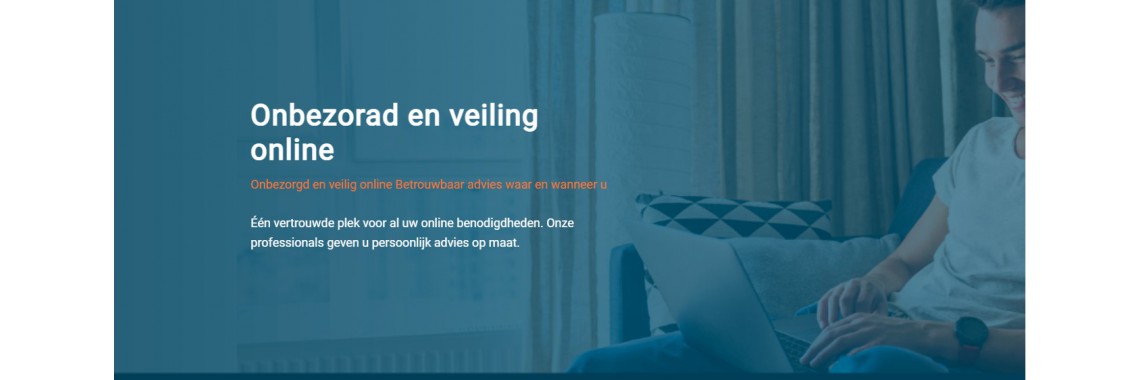 Onbezorad en veiling
online
Onbezorgd en veilig online Betrouwbaar advies waar en wanneer u
Één vertrouwde plek voor al uw online benodigdheden. Onze
professionals geven u persoonlijk advies op maat.